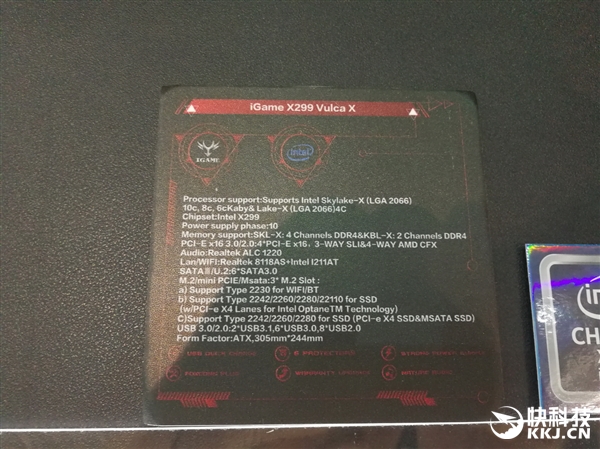 iGame X299 Vulca X
IGAME
intel
Processor support:Supports Intel Skylake-X (LGA 2066)
10c, 8c, 6cKaby& Lake-X (LGA 2066)4C
Chipset:Intel X299
Power supply phase:10
Memory support:SKL-X: 4 Channels DDR4&KBL-X: 2 Channels DDR4
PCI-E x16 3.0/2.0:4*PCI-E x16, 3-WAY SLI&4-WAY AMD CFX
Audio:Realtek ALC 1220
Lan/WIFI:Realtek 8118AS+Intel I211AT
SATAⅢ/U.2:6*SATA3.0
M.2/mini PCIE/Msata:3* M.2 Slot :
a) Support Type 2230 for WIFI/BT
b) Support Type 2242/2260/2280/22110 for SSD
(w/PCI-e X4 Lanes for Intel OptaneTM Technology)
C)Support Type 2242/2260/2280 for SSD (PCI-e X4 SSD&MSATA SSD)
USB 3.0/2.0:2*USB3.1,6*USB3.0,8*USB2.0
Form Factor:ATX,305mm*244mm
CH
快科技
KKJ.CN